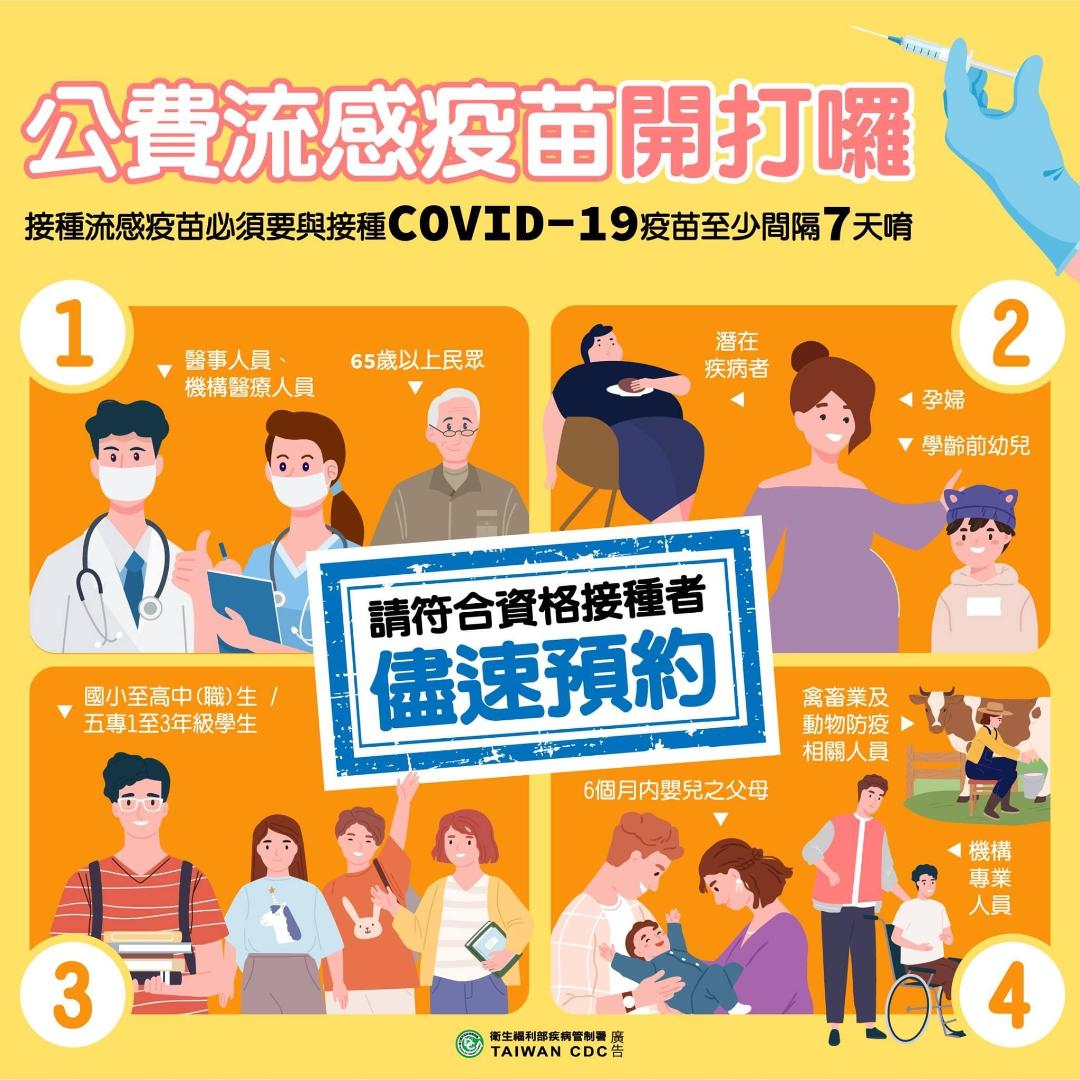 公費流感疫苗開打囉
接種流感疫苗必須要與接種COVID-19疫苗至少間隔7天唷
1
醫事人員、
機構醫療人員
65歲以上民眾
2
潛在
疾病者
孕婦
學齡前幼兒
請符合資格接種者
儘速預約
3
國小至高中(職)生 /
五專1至3年級學生
4
禽畜業及
動物防疫
相關人員
6個月內嬰兒之父母
機構
專業
人員
衛生福利部疾病管制署
TAIWAN CDC
廣告